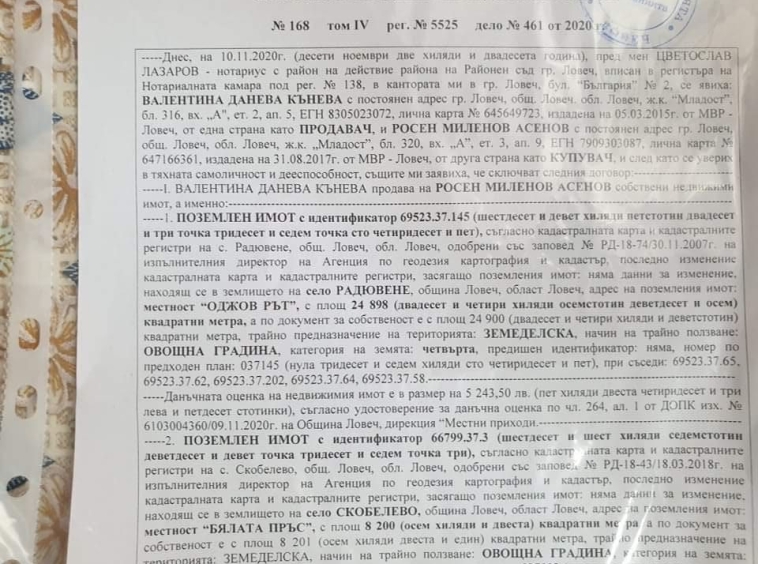 № 168 том IV рег. № 5525 дело № 461 от 2020 г.
-----Днес, на 10.11.2020г. (десети ноември две хиляди и двадесета година), пред мен ЦВЕТОСЛАВ
ЛАЗАРОВ - нотариус с район на действие района на Районен съд гр. Ловеч, вписан в регистъра на
Нотариалната камара под рег. № 138, в кантората ми в гр. Ловеч, бул. “България” № 2, се явиха:
ВАЛЕНТИНА ДАНЕВА КЪНЕВА с постоянен адрес гр. Ловеч, общ. Ловеч. обл. Ловеч, ж.к. “Младост”,
бл. 316, вх. „А”, ет. 2, ап. 5, ЕГН 8305023072, лична карта № 645649723, издадена на 05.03.2015г. от МВР -
Ловеч, от една страна като ПРОДАВАЧ, и РОСЕН МИЛЕНОВ АСЕНОВ с постоянен адрес гр. Ловеч,
общ. Ловеч, обл. Ловеч, ж.к. „Младост”, бл. 320, вх. „А”, ет. 3, ап. 9, ЕГН 7909303087, лична карта №
647166361, издадена на 31.08.2017г. от МВР - Ловеч, от друга страна като КУПУВАЧ, и след като се уверих
в тяхната самоличност и дееспособност, същите ми заявиха, че сключват следния договор:-----
-----I. ВАЛЕНТИНА ДАНЕВА КЪНЕВА продава на РОСЕН МИЛЕНОВ АСЕНОВ собствени недвижими
имот, а именно:-----
-----1. ПОЗЕМЛЕН ИМОТ с идентификатор 69523.37.145 (шестдесет и девет хиляди петстотин двадесет
и три точка тридесет и седем точка сто четиридесет и пет), съгласно кадастралната карта и кадастралните
регистри на с. Радювене, общ. Ловеч, обл. Ловеч, одобрени със заповед № РД-18-74/30.11.2007г. на
изпълнителния директор на Агенция по геодезия картография и кадастър, последно изменение
кадастралната карта и кадастралните регистри, засягащо поземления имот: няма данни за изменение,
находящ се в землището на село РАДЮВЕНЕ, община Ловеч, област Ловеч, адрес на поземления имот:
местност “ОДЖОВ РЪТ”, с площ 24 898 (двадесет и четири хиляди осемстотин деветдесет и осем)
квадратни метра, а по документ за собственост е с площ 24 900 (двадесет и четири хиляди и деветстотин)
квадратни метра, трайно предназначение на територията: ЗЕМЕДЕЛСКА, начин на трайно ползване:
ОВОЩНА ГРАДИНА, категория на земята: четвърта, предишен идентификатор: няма, номер по
предходен план: 037145 (нула тридесет и седем хиляди сто четиридесет и пет), при съседи: 69523.37.65,
69523.37.62, 69523.37.202, 69523.37.64, 69523.37.58.-----
-----Данъчната оценка на недвижимия имот е в размер на 5 243,50 лв. (пет хиляди двеста четиридесет и три
лева и петдесет стотинки), съгласно удостоверение за данъчна оценка по чл. 264, ал. 1 от ДОПК изх. №
6103004360/09.11.2020г. на Община Ловеч, дирекция “Местни приходи.-----
-----2. ПОЗЕМЛЕН ИМОТ с идентификатор 66799.37.3 (шестдесет и шест хиляди седемстотин
деветдесет и девет точка тридесет и седем точка три), съгласно кадастралната карта и кадастралните
регистри на с. Скобелево, общ. Ловеч, обл. Ловеч, одобрени със заповед № РД-18-43/18.03.2018г. на
изпълнителния директор на Агенция по геодезия картография и кадастър, последно изменение
кадастралната карта и кадастралните регистри, засягащо поземления имот: няма данни за изменение,
находящ се в землището на село СКОБЕЛЕВО, община Ловеч, област Ловеч, адрес на поземления имот:
местност “БЯЛАТА ПРЪС”, с площ 8 200 (осем хиляди и двеста) квадратни метра, а по документ за
собственост е с площ 8 201 (осем хиляди двеста и един) квадратни метра, трайно предназначение на
територията: ЗЕМЕДЕЛСКА, начин на трайно ползване: ОВОЩНА ГРАДИНА, категория на земята: